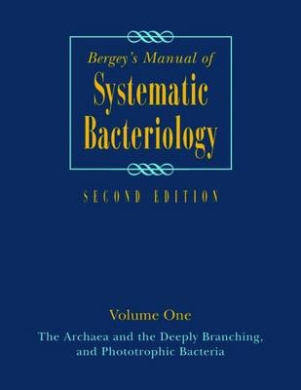 Bergey's Manual of
Systematic
Bacteriology
SECOND EDITION
Volume One
The Archaea and the Deeply Branching,
and Phototrophic Bacteria